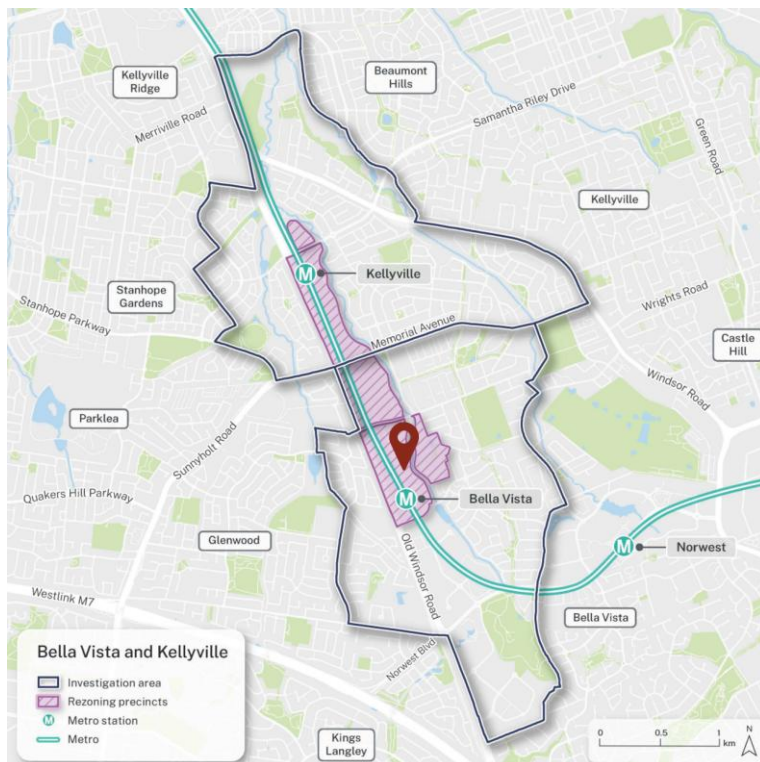 Kellyville
Ridge
Beaumont
Hills
Merriville Road
Samantha Riley Drive
Green Road
Kellyville
M
Kellyville
Stanhope
Gardens
Stanhope Parkway
Wrights Road
Memorial Avenue
Castle
Hill
Windsor Road
Parklea
Sunnyholt Road
Quakers Hill Parkway
M
Bella Vista
Glenwood
Old Windsor Road
M
Norwest
Westlink M7
Bella Vista
Norwest Blvd
Bella Vista and Kellyville
Investigation area
Rezoning precincts
M
Metro station
Metro
Kings
Langley
0 0.5 1
km
N